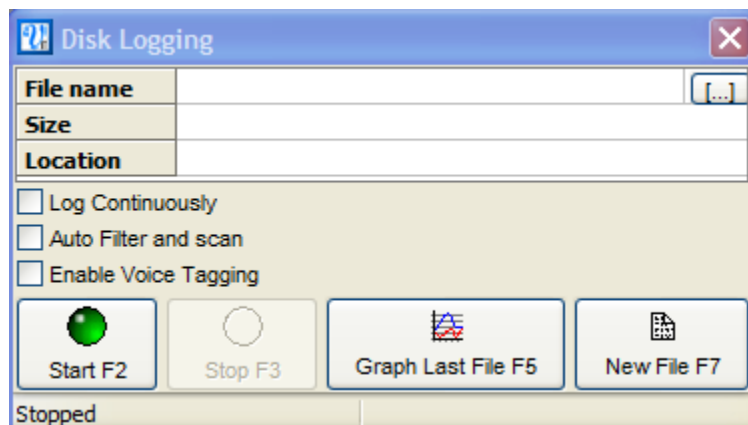 Disk Logging
File name [...]
Size
Location
Log Continuously
Auto Filter and scan
Enable Voice Tagging
Start F2 Stop F3 Graph Last File F5 New File F7
Stopped